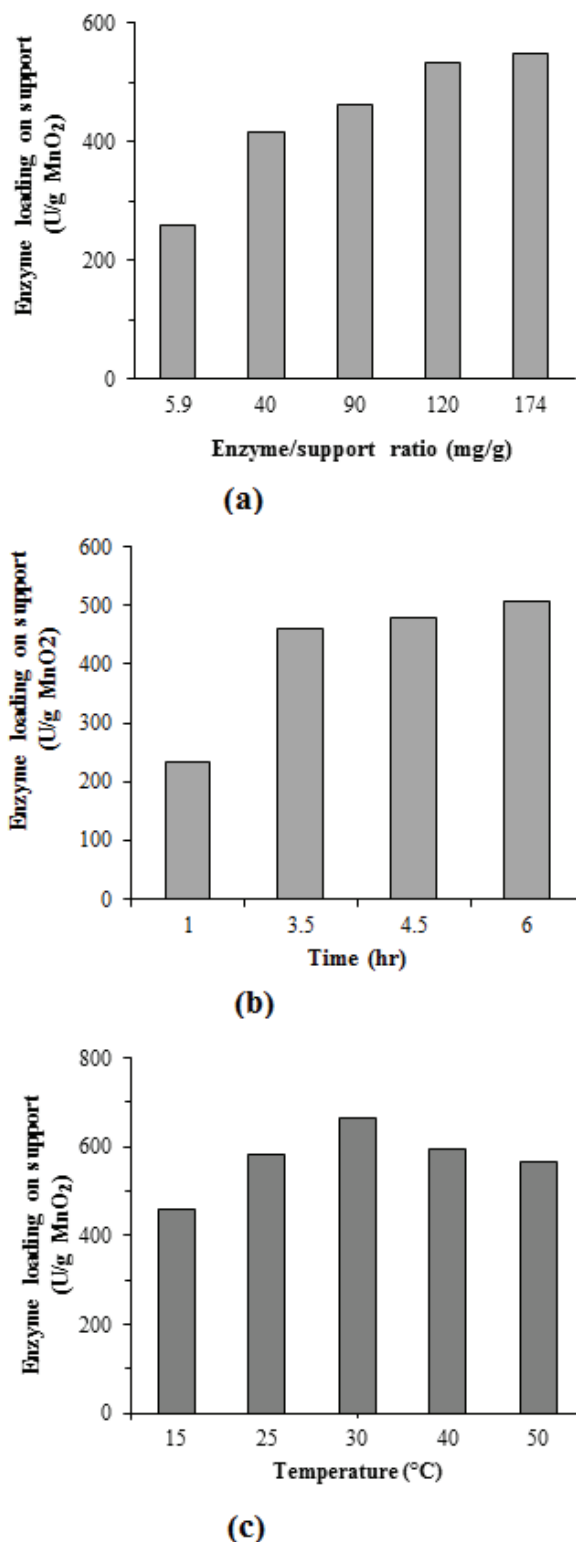 600
400
200
0
Enzyme loading on support
(U/g MnO₂)
5.9 40 90 120 174
Enzyme/support ratio (mg/g)
(a)
600
500
400
300
200
100
0
Enzyme loading on support
(U/g MnO2)
1 3.5 4.5 6
Time (hr)
(b)
800
600
400
200
0
Enzyme loading on support
(U/g MnO₂)
15 25 30 40 50
Temperature (°C)
(c)